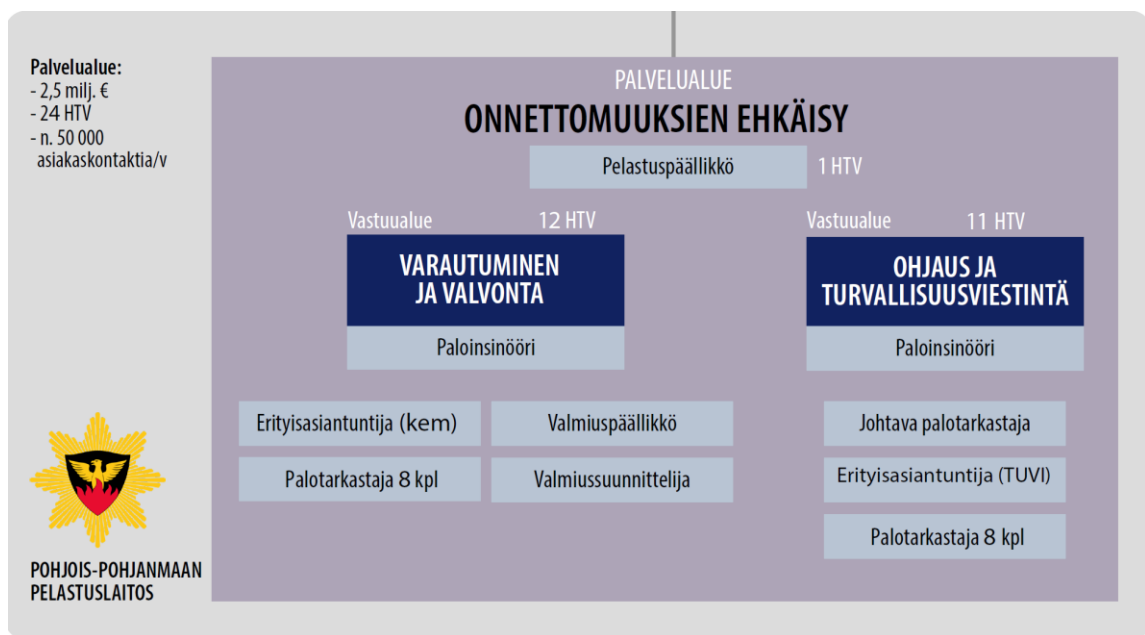 Palvelualue:
- 2,5 milj. €
- 24 HTV
- n. 50 000
asiakaskontaktia/v
PALVELUALUE
ONNETTOMUUKSIEN EHKÄISY
Pelastuspäällikkö 1 HTV
Vastuualue 12 HTV
VARAUTUMINEN
JA VALVONTA
Paloinsinööri
Erityisasiantuntija (kem)
Valmiuspäällikkö
Palotarkastaja 8 kpl
Valmiussuunnittelija
Vastuualue 11 HTV
OHJAUS JA
TURVALLISUUSVIESTINTÄ
Paloinsinööri
Johtava palotarkastaja
Erityisasiantuntija (TUVI)
Palotarkastaja 8 kpl
POHJOIS-POHJANMAAN
PELASTUSLAITOS